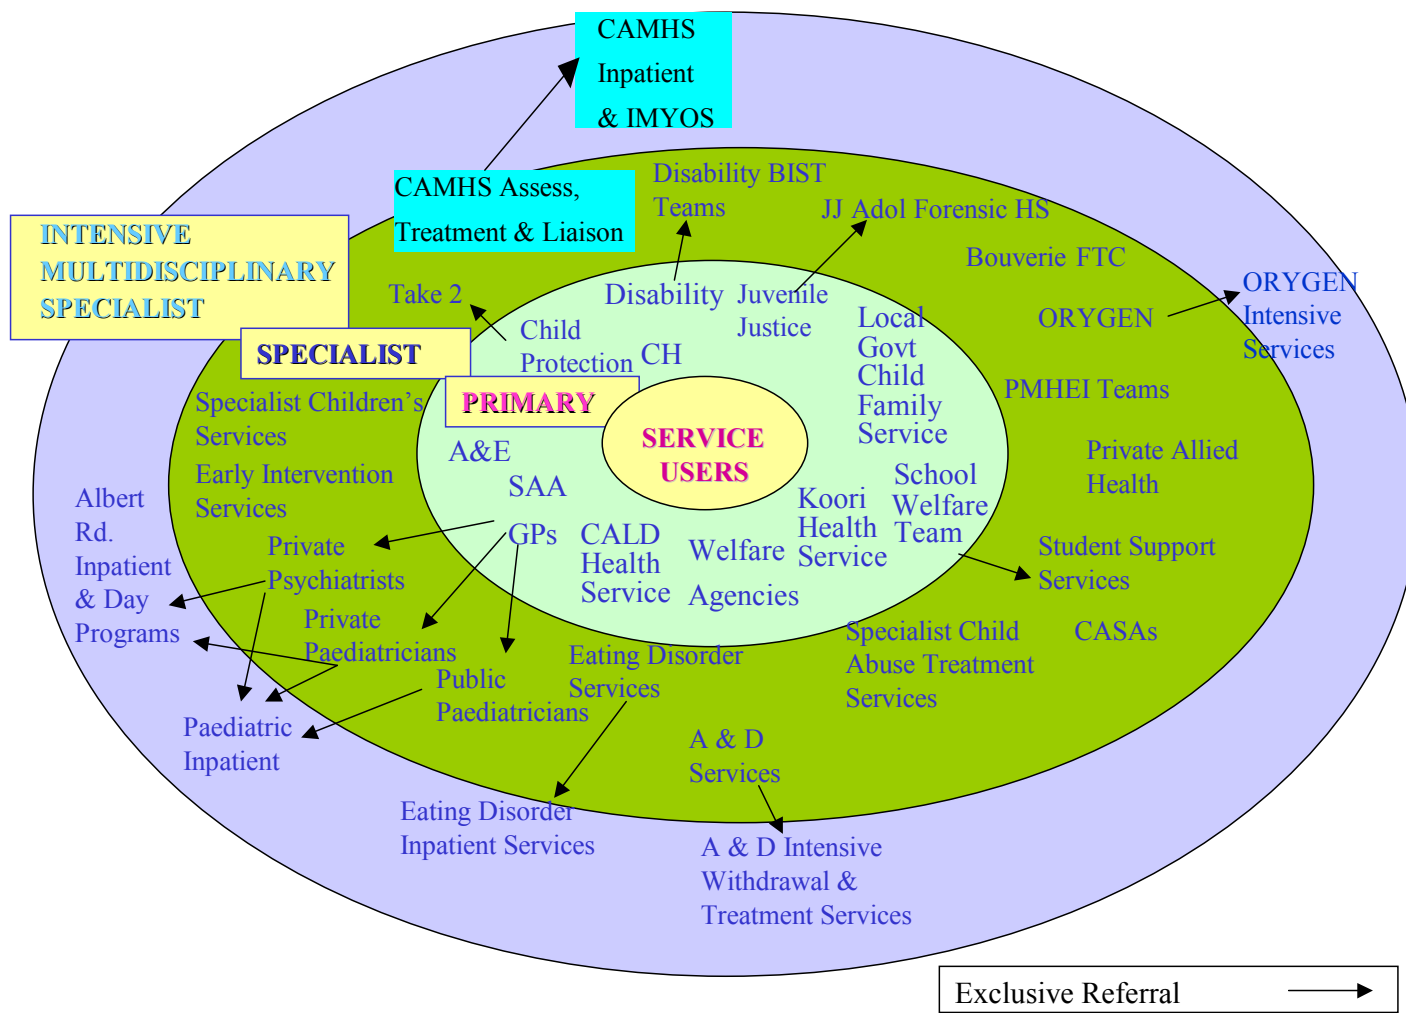 CAMHS
Inpatient
& IMYOS
CAMHS Assess,
Treatment & Liaison
Disability BIST
Teams
JJ Adol Forensic HS
Bouverie FTC
INTENSIVE
MULTIDISCIPLINARY
SPECIALIST
ORYGEN
Intensive
Services
ORYGEN
Take 2
Disability
Juvenile
Justice
Local
Govt
Child
Family
Service
Child
Protection
CH
SPECIALIST
PRIMARY
SERVICE
USERS
PMHEI Teams
Specialist Children's
Services
Private Allied
Health
A&E
Early Intervention
Services
SAA
School
Welfare
Team
Koori
Health
Service
Albert
Rd.
Inpatient
& Day
Programs
GPs
CALD
Health
Service
Welfare
Agencies
Private
Psychiatrists
Student Support
Services
Private
Paediatricians
Specialist Child
Abuse Treatment
Services
CASAs
Eating Disorder
Services
Public
Paediatricians
Paediatric
Inpatient
A & D
Services
Eating Disorder
Inpatient Services
A & D Intensive
Withdrawal &
Treatment Services
Exclusive Referral